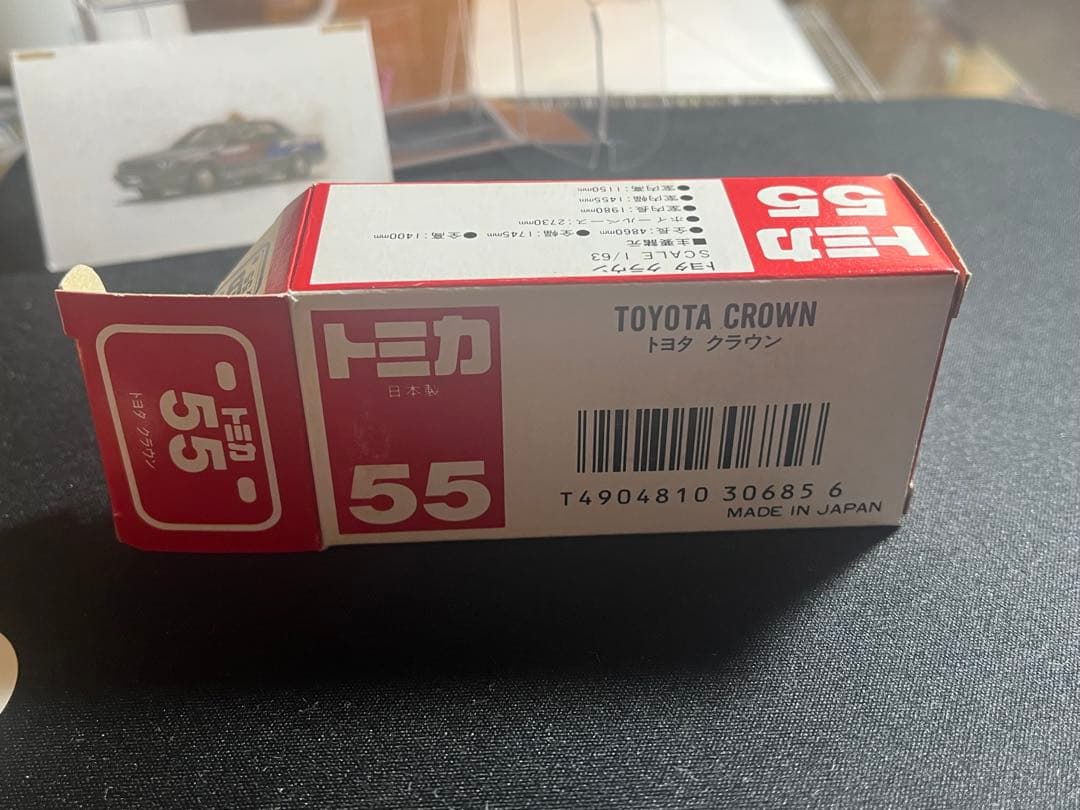 トミカ
55
トヨタ クラウン
SCALE 1/63
■主要諸元
●全長:4860mm ●全幅:1745mm ●全高:1400mm
●ホイールベース:2730mm
●室内長:1980mm
●室内幅:1455mm
●室内高:1150mm
トミカ
日本製
55
TOYOTA CROWN
トヨタ クラウン
T4904810 30685 6
MADE IN JAPAN
トミカ
55
トヨタ クラウン